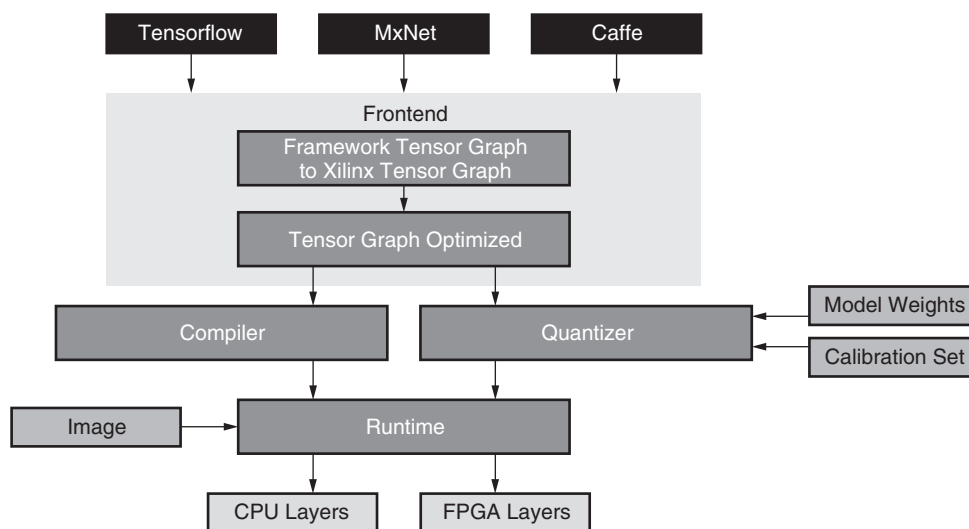 Tensorflow
MxNet
Caffe
Frontend
Framework Tensor Graph
to Xilinx Tensor Graph
Tensor Graph Optimized
Compiler
Quantizer
Model Weights
Calibration Set
Image
Runtime
CPU Layers
FPGA Layers